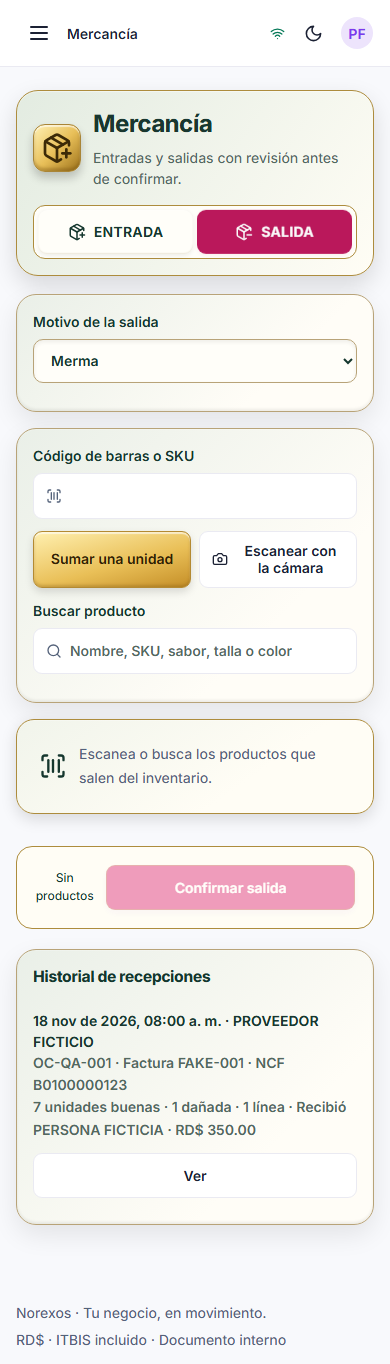 Mercancía
PF
Mercancía
Entradas y salidas con revisión antes
de confirmar.
ENTRADA
SALIDA
Motivo de la salida
Merma
Código de barras o SKU
Sumar una unidad
Escanear con
la cámara
Buscar producto
Nombre, SKU, sabor, talla o color
Escanea o busca los productos que
salen del inventario.
Sin
productos
Confirmar salida
Historial de recepciones
18 nov de 2026, 08:00 a. m. · PROVEEDOR
FICTICIO
OC-QA-001 · Factura FAKE-001 · NCF
B0100000123
7 unidades buenas · 1 dañada · 1 línea · Recibió
PERSONA FICTICIA · RD$ 350.00
Ver
Norexos · Tu negocio, en movimiento.
RD$ · ITBIS incluido · Documento interno